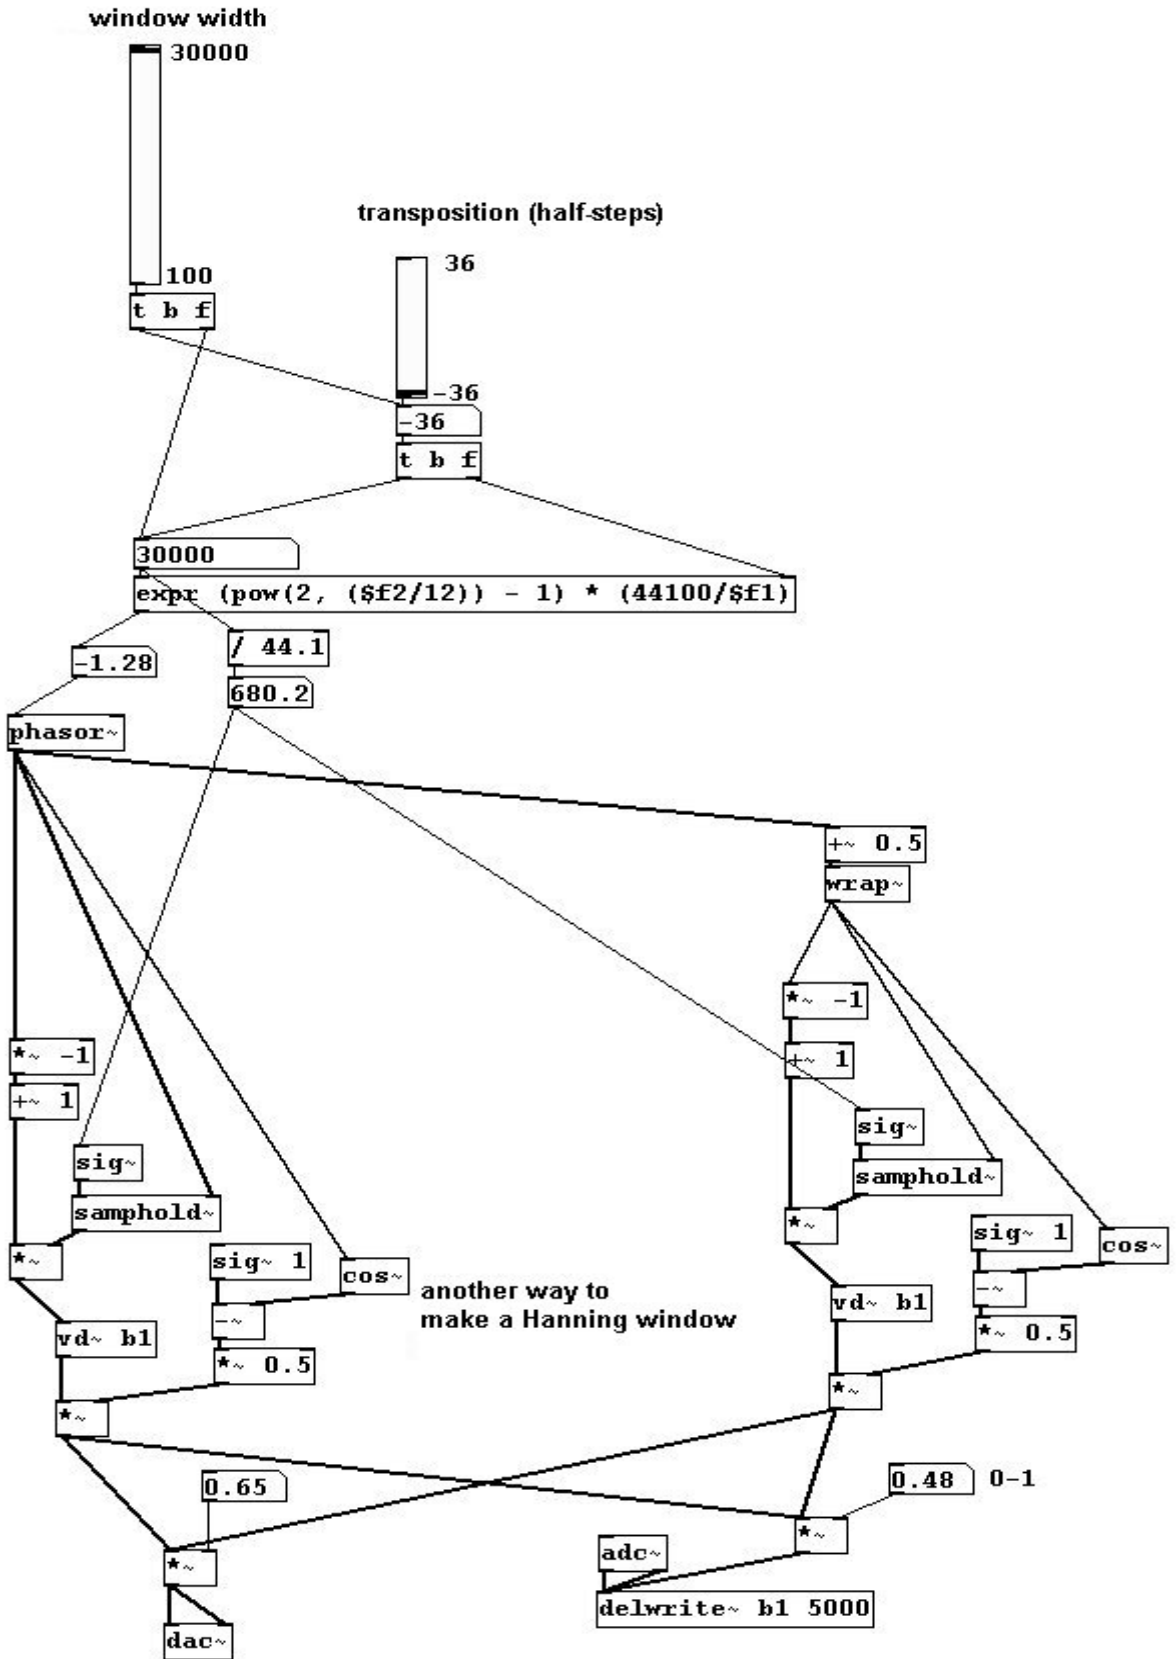 window width
30000
transposition (half-steps)
36
100
t b f
-36
-36
t b f
30000
expr (pow(2, ($f2/12)) - 1) * (44100/$f1)
/ 44.1
-1.28
680.2
phasor~
+~ 0.5
wrap~
*~ -1
*~ -1
+~ 1
+~ 1
sig~
sig~
samphold~
samphold~
*~
*~
sig~ 1
cos~
sig~ 1
cos~
another way to
make a Hanning window
-~
-~
vd~ b1
vd~ b1
*~ 0.5
*~ 0.5
*~
*~
0.65
0.48
0-1
*~
*~
adc~
delwrite~ b1 5000
dac~